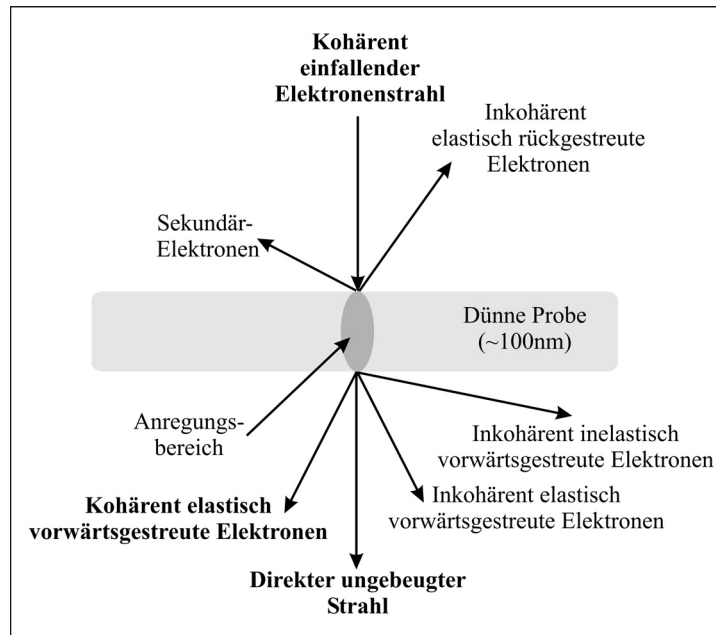 Kohärent
einfallender
Elektronenstrahl
Inkohärent
elastisch rückgestreute
Elektronen
Sekundär-
Elektronen
Dünne Probe
(~100nm)
Anregungs-
bereich
Inkohärent inelastisch
vorwärtsgestreute Elektronen
Kohärent elastisch
vorwärtsgestreute Elektronen
Inkohärent elastisch
vorwärtsgestreute Elektronen
Direkter ungebeugter
Strahl